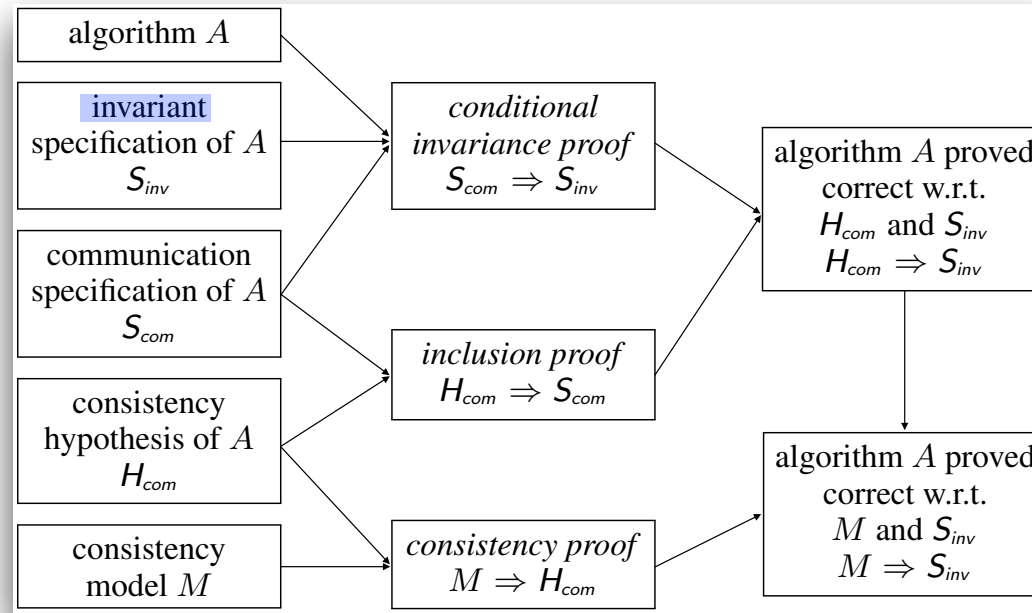 algorithm A
invariant
specification of A
S_inv
communication
specification of A
S_com
consistency
hypothesis of A
H_com
consistency
model M
conditional
invariance proof
S_com ⇒ S_inv
inclusion proof
H_com ⇒ S_com
consistency proof
M ⇒ H_com
algorithm A proved
correct w.r.t.
H_com and S_inv
H_com ⇒ S_inv
algorithm A proved
correct w.r.t.
M and S_inv
M ⇒ S_inv